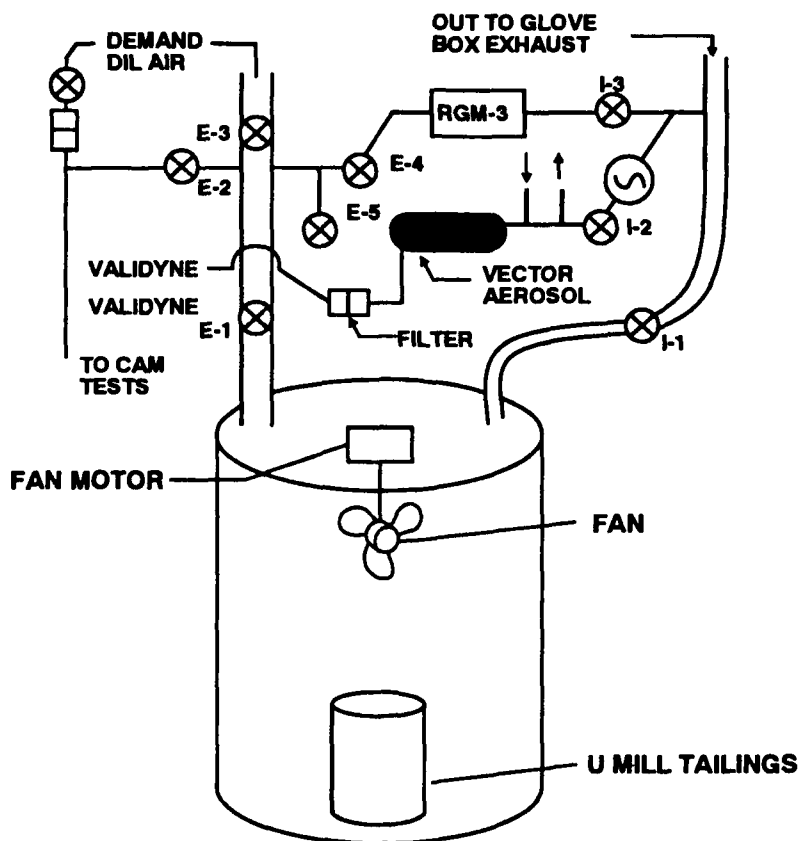 DEMAND
DIL AIR
OUT TO GLOVE
BOX EXHAUST
I-3
RGM-3
E-3
E-4
E-2
E-5
I-2
VALIDYNE
VECTOR
AEROSOL
VALIDYNE
E-1
FILTER
I-1
TO CAM
TESTS
FAN MOTOR
FAN
U MILL TAILINGS